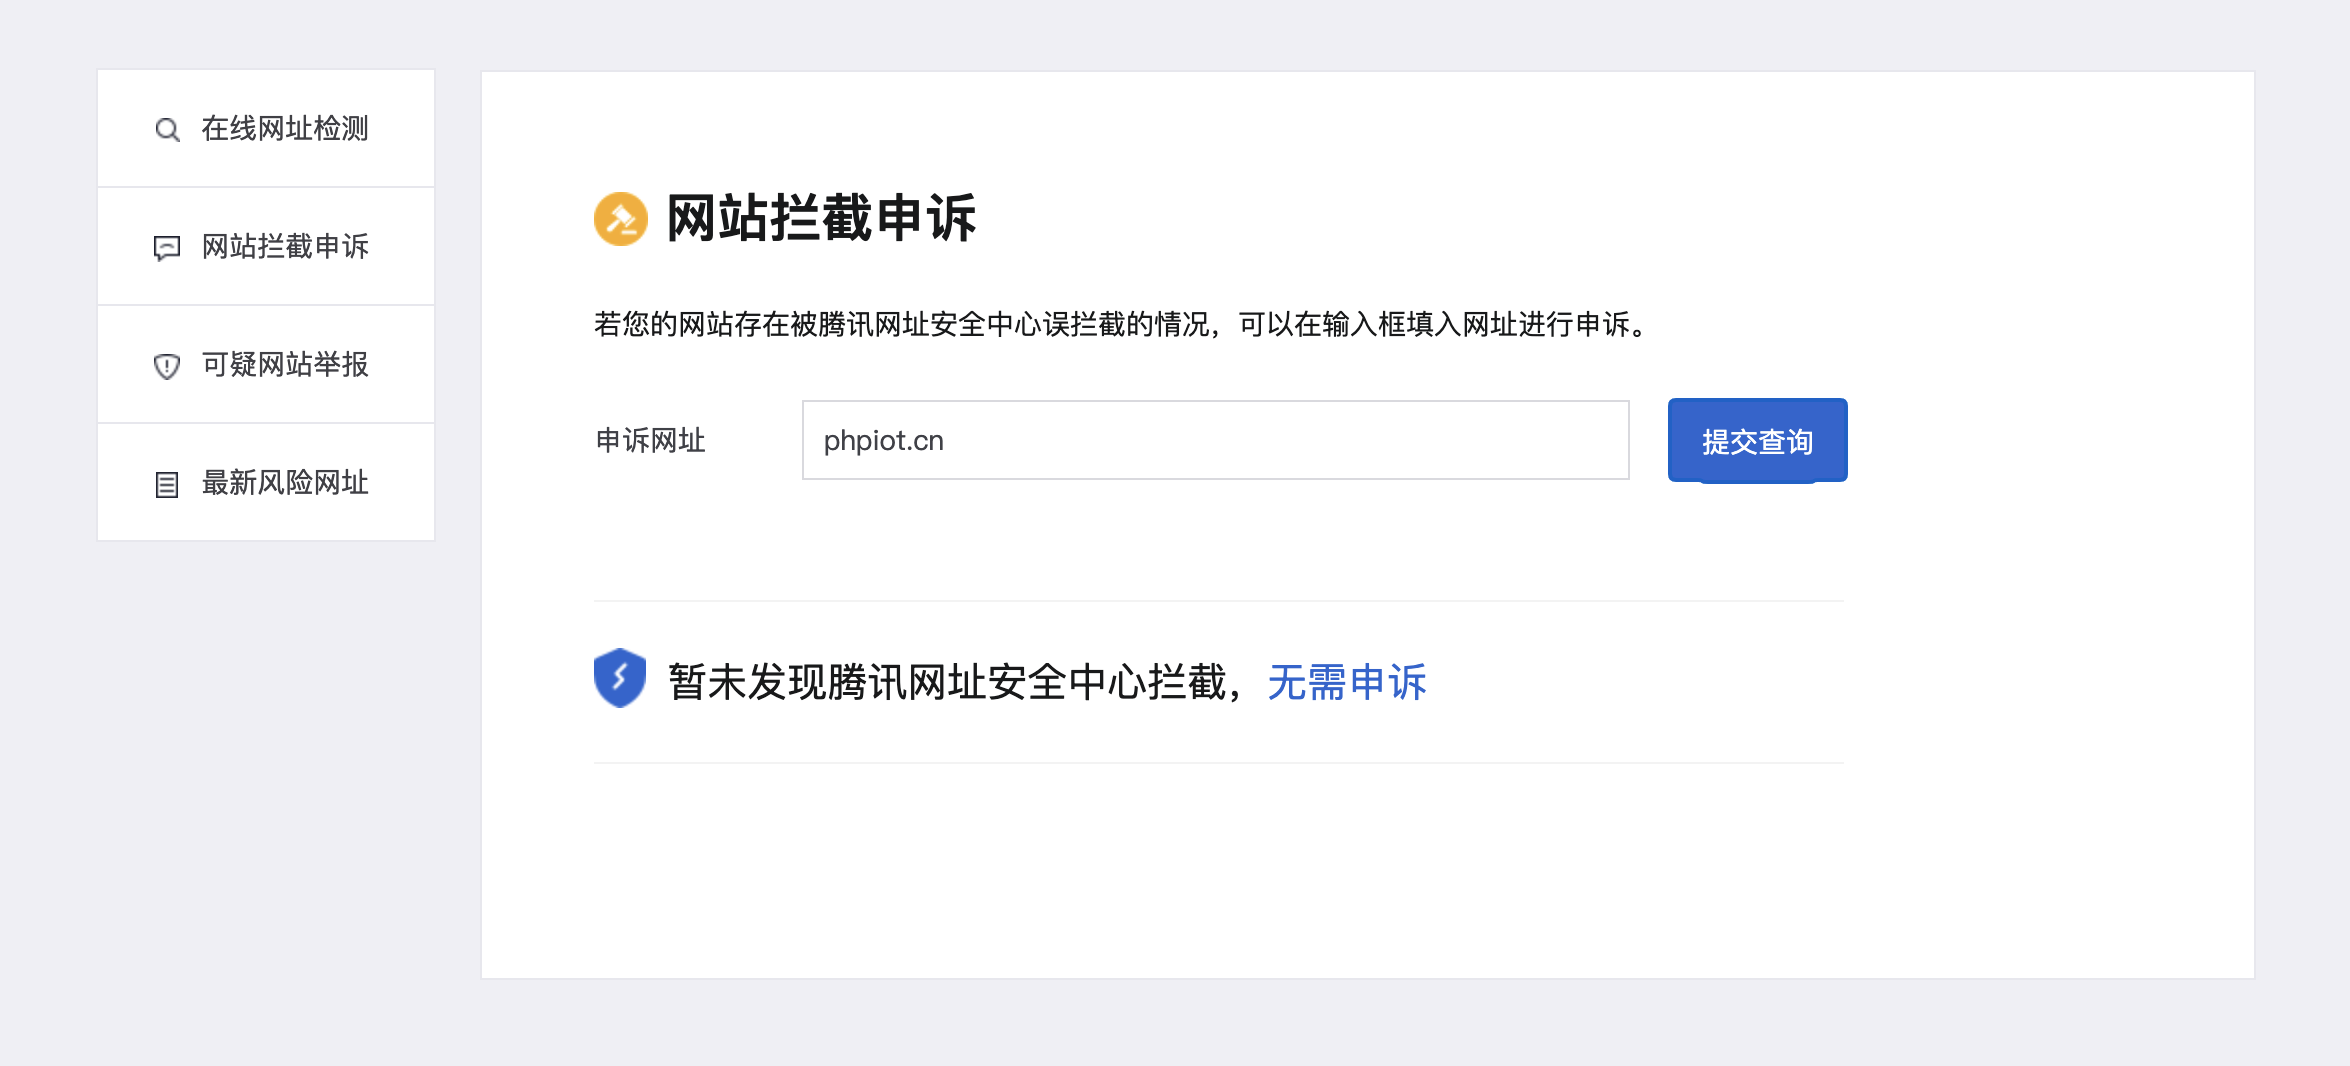 在线网址检测
网站拦截申诉
可疑网站举报
最新风险网址
网站拦截申诉
若您的网站存在被腾讯网址安全中心误拦截的情况，可以在输入框填入网址进行申诉。
申诉网址
phpiot.cn
提交查询
暂未发现腾讯网址安全中心拦截，无需申诉